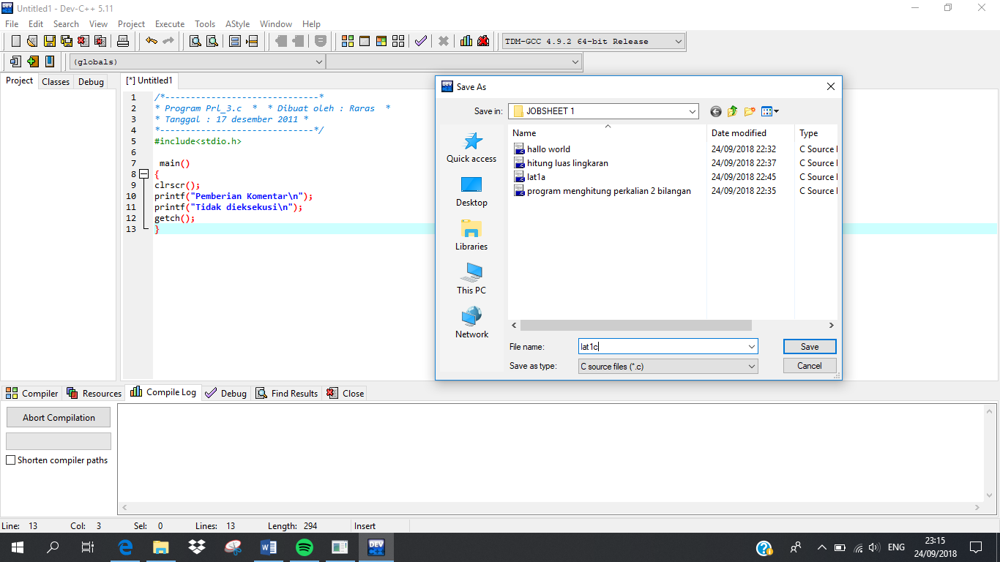 Untitled1 - Dev-C++ 5.11
File Edit Search View Project Execute Tools AStyle Window Help
TDM-GCC 4.9.2 64-bit Release
(globals)
Project Classes Debug
[*] Untitled1
1 /*------------------------------*
2 * Program Prl_3.c * * Dibuat oleh : Raras *
3 * Tanggal : 17 desember 2011 *
4 *------------------------------*/
5 #include<stdio.h>
6
7 main()
8 {
9 clrscr();
10 printf("Pemberian Komentar\n");
11 printf("Tidak dieksekusi\n");
12 getch();
13 }
DEV Save As
Save in: JOBSHEET 1
Quick access
Desktop
Libraries
This PC
Network
Name Date modified Type
hallo world 24/09/2018 22:32 C Source
hitung luas lingkaran 24/09/2018 22:37 C Source
lat1a 24/09/2018 22:45 C Source
program menghitung perkalian 2 bilangan 24/09/2018 22:35 C Source
File name: lat1c Save
Save as type: C source files (*.c) Cancel
Compiler Resources Compile Log Debug Find Results Close
Abort Compilation
Shorten compiler paths
Line: 13 Col: 3 Sel: 0 Lines: 13 Length: 294 Insert
DEV
ENG
23:15
24/09/2018